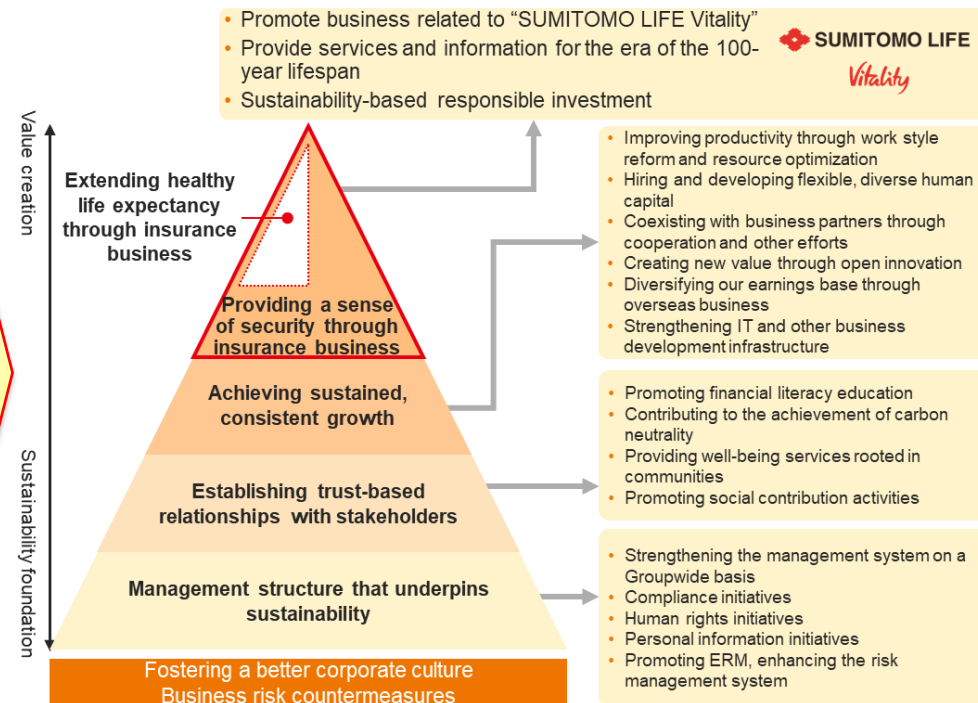 • Promote business related to “SUMITOMO LIFE Vitality”
• Provide services and information for the era of the 100-
year lifespan
• Sustainability-based responsible investment
SUMITOMO LIFE
Vitality
Value creation
Sustainability foundation
Extending healthy
life expectancy
through insurance
business
Providing a sense
of security through
insurance business
Achieving sustained,
consistent growth
Establishing trust-based
relationships with stakeholders
Management structure that underpins
sustainability
Fostering a better corporate culture
Business risk countermeasures
• Improving productivity through work style
reform and resource optimization
• Hiring and developing flexible, diverse human
capital
• Coexisting with business partners through
cooperation and other efforts
• Creating new value through open innovation
• Diversifying our earnings base through
overseas business
• Strengthening IT and other business
development infrastructure
• Promoting financial literacy education
• Contributing to the achievement of carbon
neutrality
• Providing well-being services rooted in
communities
• Promoting social contribution activities
• Strengthening the management system on a
Groupwide basis
• Compliance initiatives
• Human rights initiatives
• Personal information initiatives
• Promoting ERM, enhancing the risk
management system